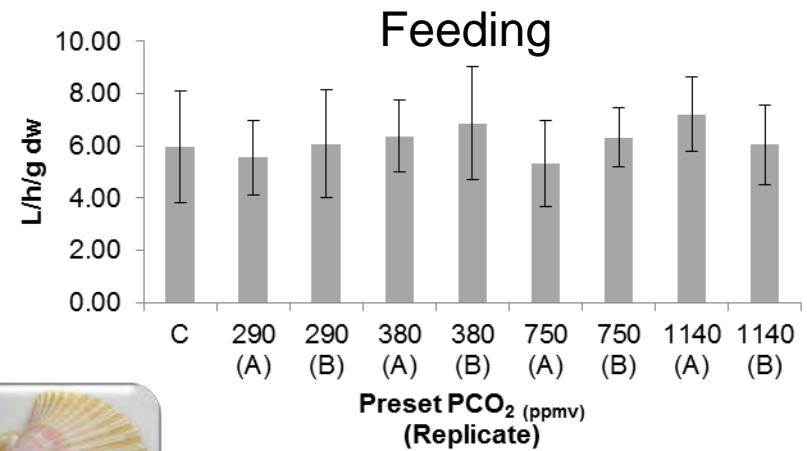 Feeding
10.00
8.00
6.00
4.00
2.00
0.00
L/h/g dw
C 290 290 380 380 750 750 1140 1140
(A) (B) (A) (B) (A) (B) (A) (B)
Preset PCO₂ (ppmv)
(Replicate)